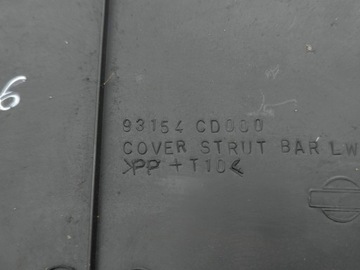 6
93154 CD000
COVER STRUT BAR LW
>PP+T10<